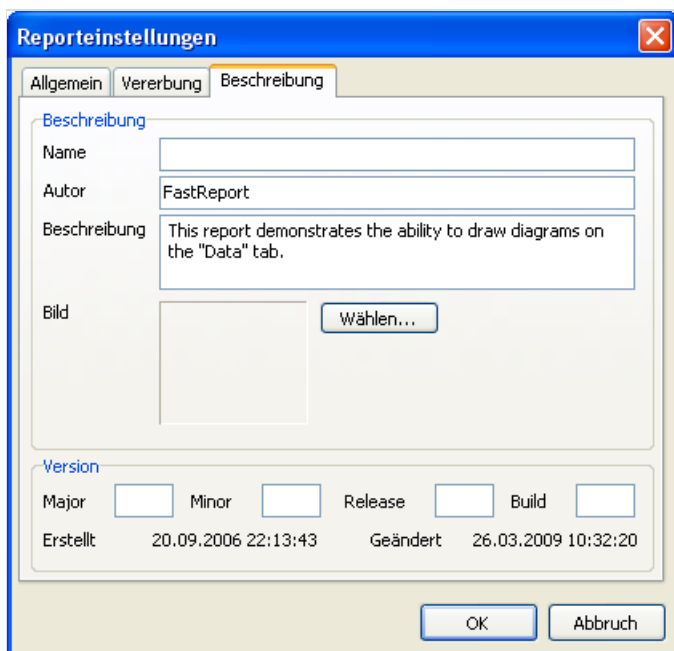 Reporteinstellungen
Allgemein Vererbung Beschreibung
Beschreibung
Name
Autor FastReport
Beschreibung This report demonstrates the ability to draw diagrams on
the "Data" tab.
Bild Wählen...
Version
Major Minor Release Build
Erstellt 20.09.2006 22:13:43 Geändert 26.03.2009 10:32:20
OK Abbruch